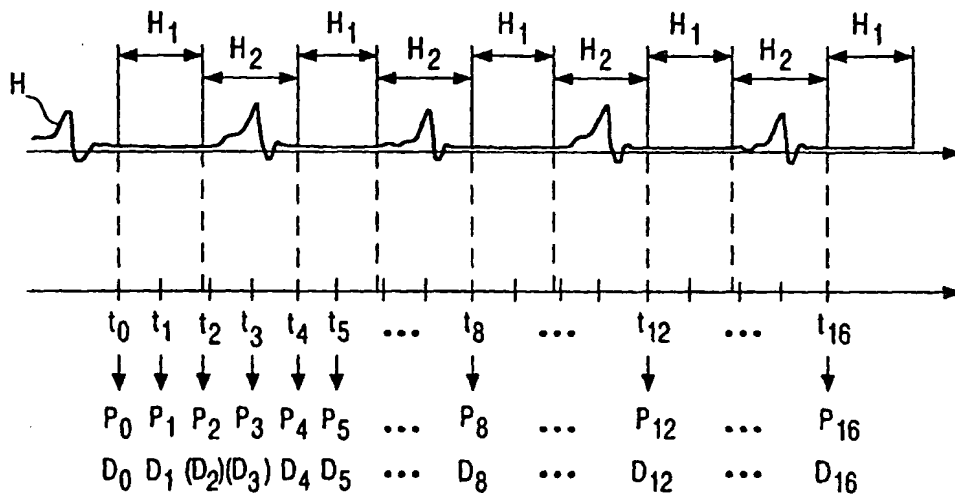 H₁ H₁ H₁ H₁ H₁
H₂ H₂ H₂ H₂
H
t₀ t₁ t₂ t₃ t₄ t₅ ••• t₈ ••• t₁₂ ••• t₁₆
P₀ P₁ P₂ P₃ P₄ P₅ ••• P₈ ••• P₁₂ ••• P₁₆
D₀ D₁ (D₂)(D₃) D₄ D₅ ••• D₈ ••• D₁₂ ••• D₁₆